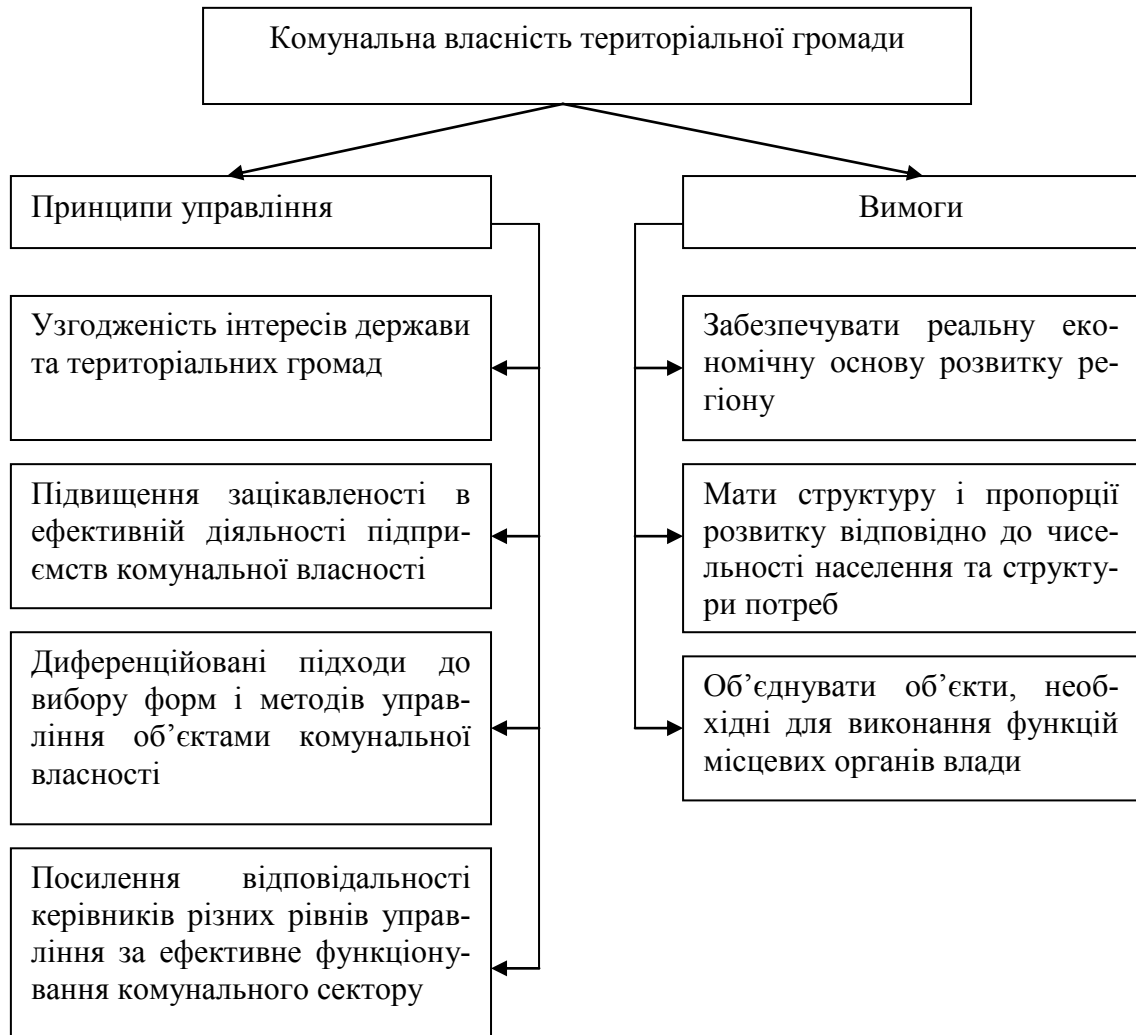 Комунальна власність територіальної громади
Принципи управління
Узгодженість інтересів держави
та територіальних громад
Підвищення зацікавленості в
ефективній діяльності підпри-
ємств комунальної власності
Диференційовані підходи до
вибору форм і методів управ-
ління об’єктами комунальної
власності
Посилення відповідальності
керівників різних рівнів управ-
ління за ефективне функціону-
вання комунального сектору
Вимоги
Забезпечувати реальну еко-
номічну основу розвитку ре-
гіону
Мати структуру і пропорції
розвитку відповідно до чисе-
льності населення та структу-
ри потреб
Об’єднувати об’єкти, необ-
хідні для виконання функцій
місцевих органів влади